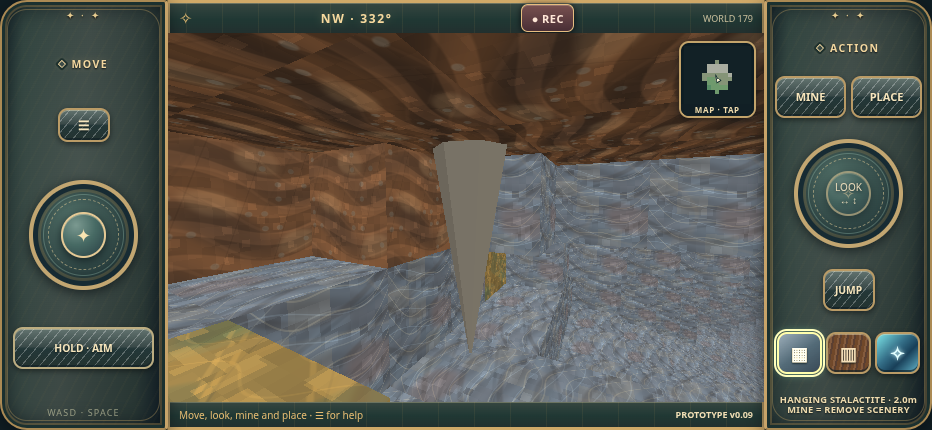 MOVE
☰
HOLD · AIM
WASD · SPACE
NW · 332°
● REC
WORLD 179
MAP · TAP
Move, look, mine and place · ☰ for help
PROTOTYPE v0.09
ACTION
MINE
PLACE
LOOK
↔ ↕
JUMP
HANGING STALACTITE · 2.0m
MINE = REMOVE SCENERY